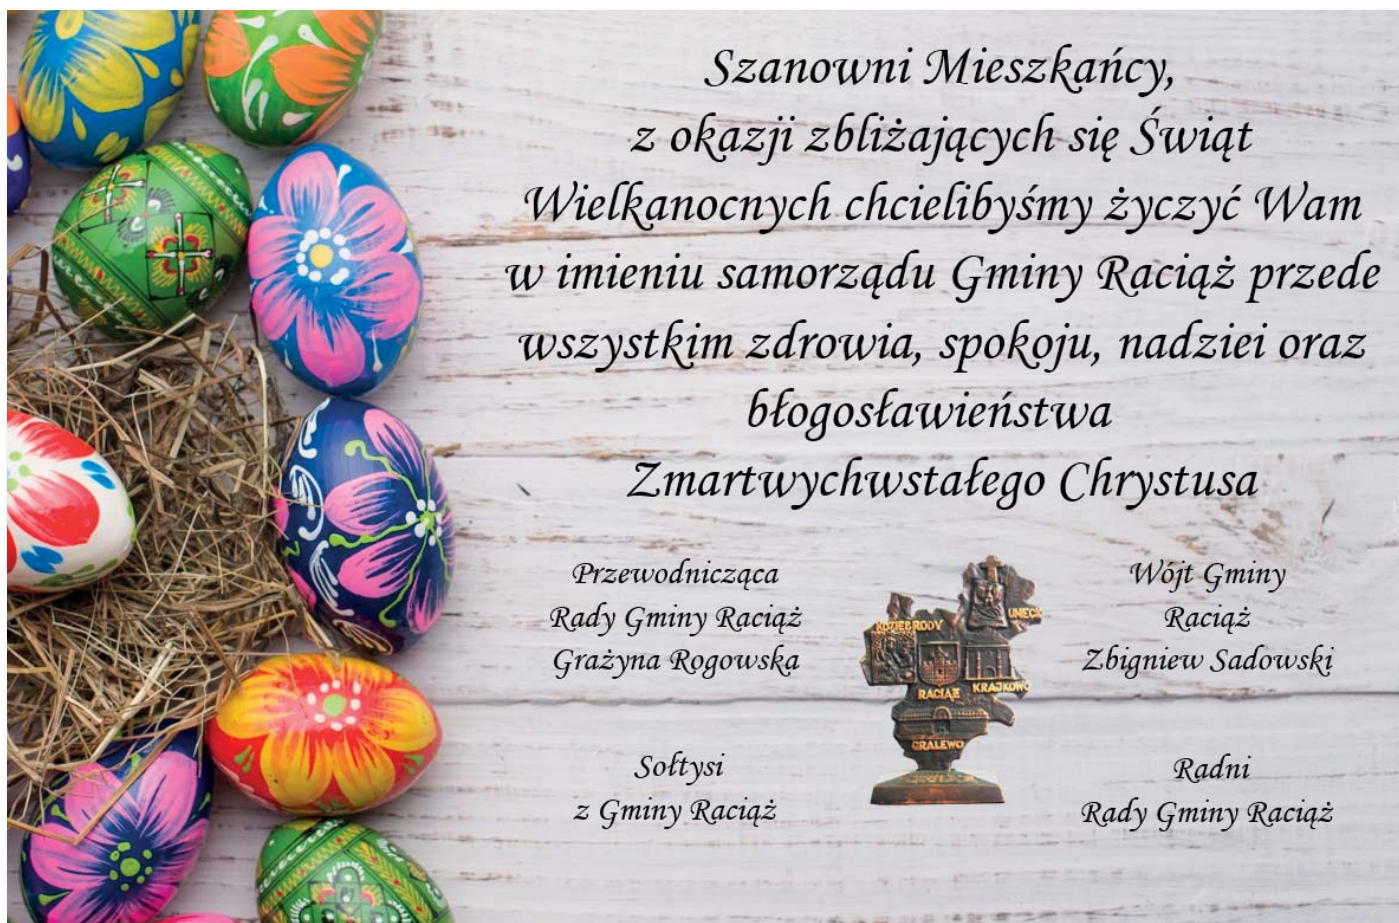 Szanowni Mieszkańcy,
z okazji zbliżających się Świąt
Wielkanocnych chcielibyśmy życzyć Wam
w imieniu samorządu Gminy Raciąż przede
wszystkim zdrowia, spokoju, nadziei oraz
błogosławieństwa
Zmartwychwstałego Chrystusa
Przewodnicząca
Rady Gminy Raciąż
Grażyna Rogowska
Wójt Gminy
Raciąż
Zbigniew Sadowski
UNIECK
KOZIEBRODY
RACIĄŻ
KRAJKOWO
GRALEWO
Sołtysi
z Gminy Raciąż
Radni
Rady Gminy Raciąż